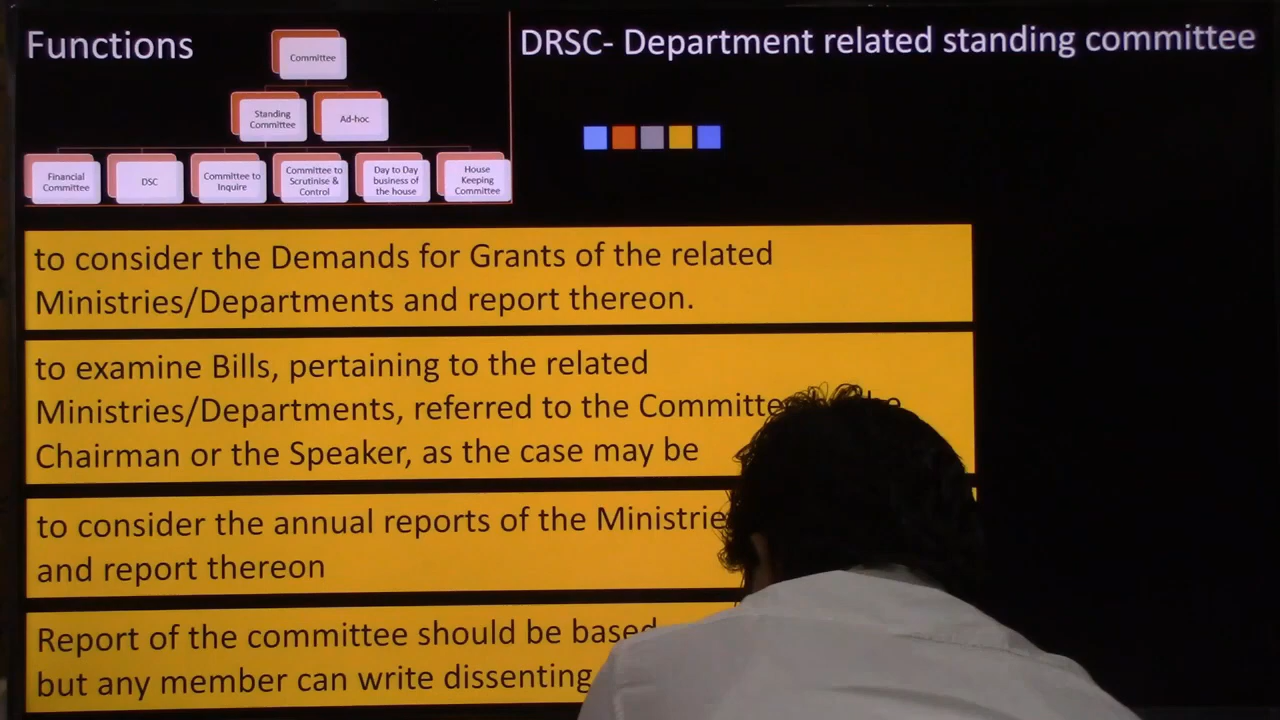 Functions
DRSC- Department related standing committee
Committee
Standing
Committee
Ad-hoc
Financial
Committee
DSC
Committee to
Inquire
Committee to
Scrutinise &
Control
Day to Day
business of
the house
House
Keeping
Committee
to consider the Demands for Grants of the related
Ministries/Departments and report thereon.
to examine Bills, pertaining to the related
Ministries/Departments, referred to the
Chairman or the Speaker, as the case may be
to consider the annual reports of the
and report thereon
Report of the committee should be based
but any member can write dissenting